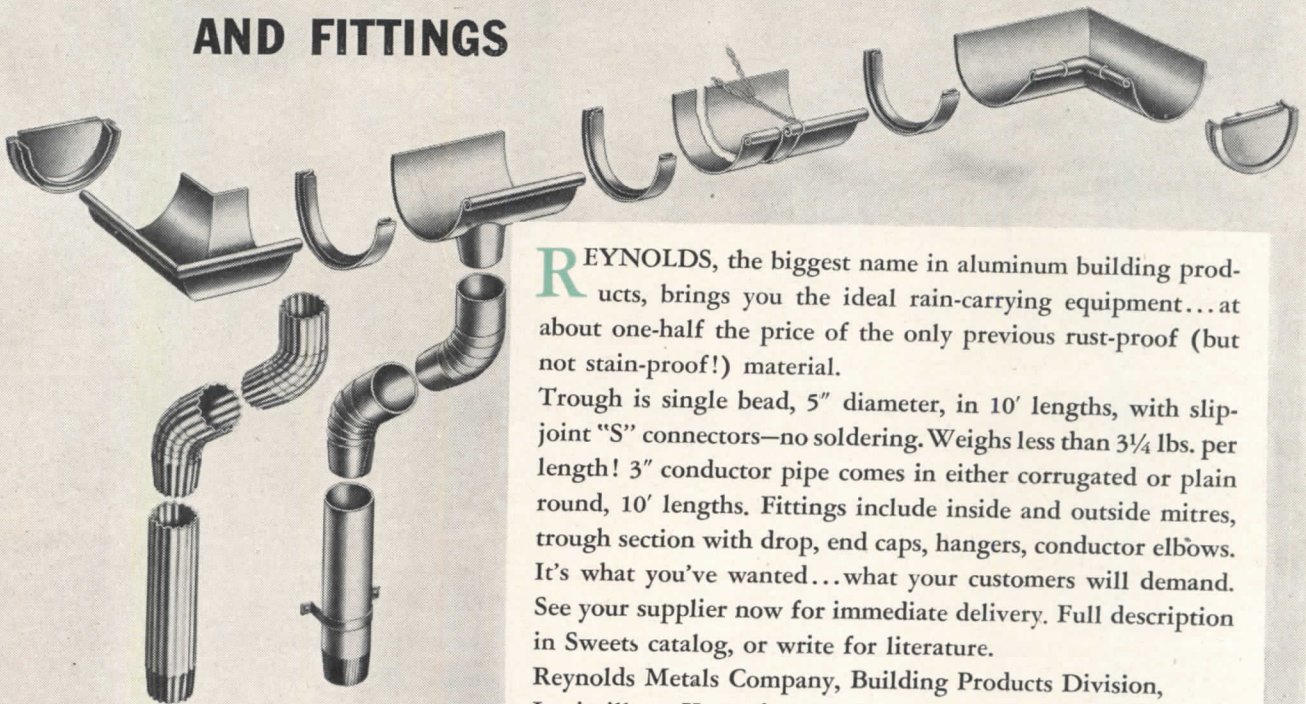 AND FITTINGS
REYNOLDS, the biggest name in aluminum building prod-
ucts, brings you the ideal rain-carrying equipment...at
about one-half the price of the only previous rust-proof (but
not stain-proof!) material.
Trough is single bead, 5″ diameter, in 10′ lengths, with slip-
joint "S" connectors—no soldering. Weighs less than 3¼ lbs. per
length! 3″ conductor pipe comes in either corrugated or plain
round, 10′ lengths. Fittings include inside and outside mitres,
trough section with drop, end caps, hangers, conductor elbows.
It's what you've wanted...what your customers will demand.
See your supplier now for immediate delivery. Full description
in Sweets catalog, or write for literature.
Reynolds Metals Company, Building Products Division,